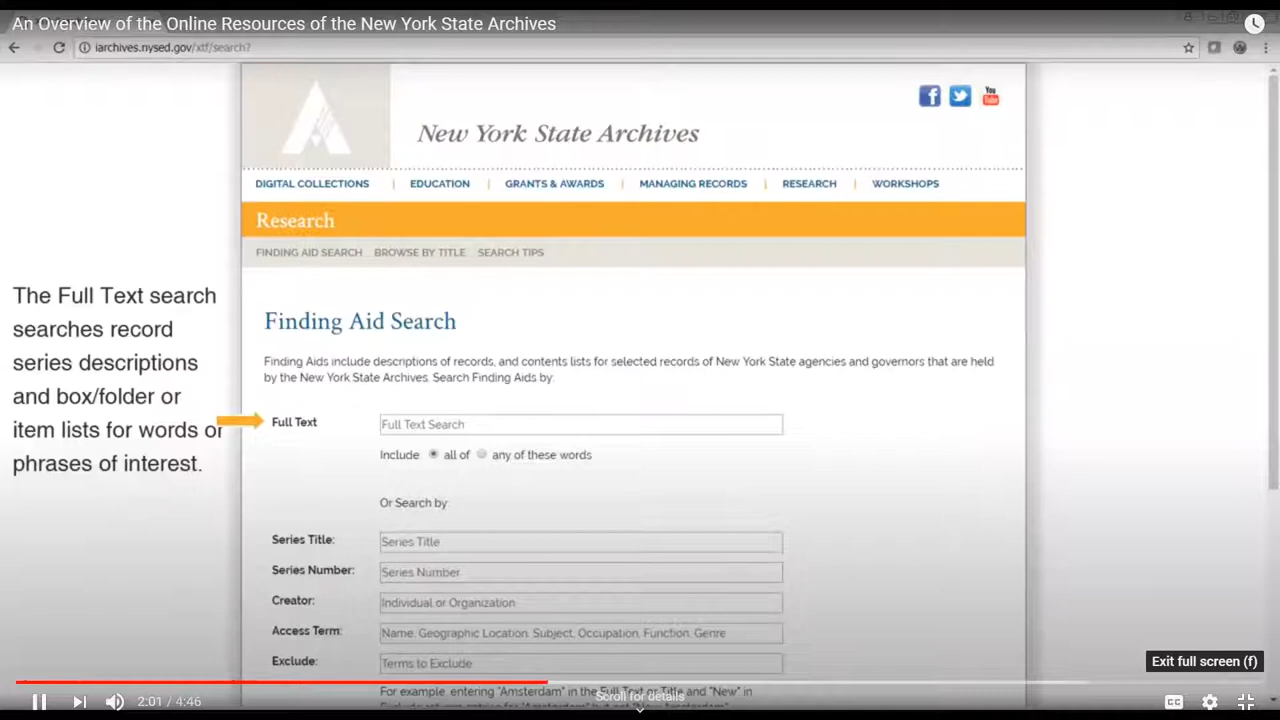 An Overview of the Online Resources of the New York State Archives
iarchives.nysed.gov/xtf/search?
You
Tube
New York State Archives
DIGITAL COLLECTIONS | EDUCATION | GRANTS & AWARDS | MANAGING RECORDS | RESEARCH | WORKSHOPS
Research
FINDING AID SEARCH BROWSE BY TITLE SEARCH TIPS
The Full Text search
searches record
series descriptions
and box/folder or
item lists for words or
phrases of interest.
Finding Aid Search
Finding Aids include descriptions of records, and contents lists for selected records of New York State agencies and governors that are held
by the New York State Archives. Search Finding Aids by:
Full Text
Full Text Search
Include all of any of these words
Or Search by:
Series Title: Series Title
Series Number: Series Number
Creator: Individual or Organization
Access Term: Name, Geographic Location, Subject, Occupation, Function, Genre
Exclude: Terms to Exclude
For example, entering "Amsterdam" in the Full Text or Title and "New" in
Exit full screen (f)
Scroll for details
2:01 / 4:46
CC